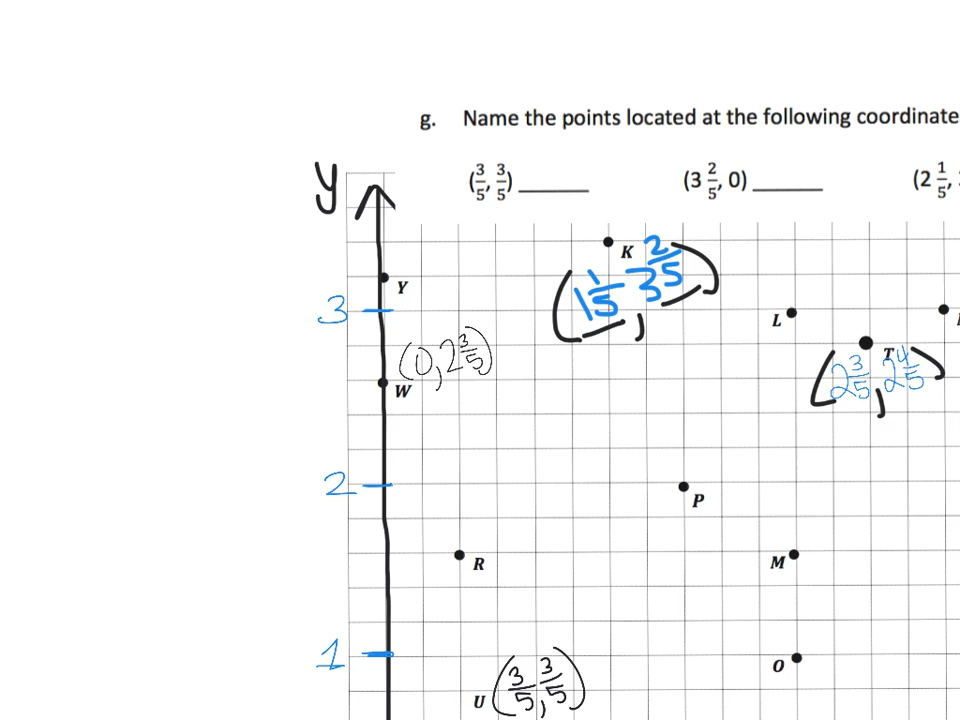 g. Name the points located at the following coordinate
(3/5, 3/5) ______ (3 2/5, 0) ______ (2 1/5,
y
K
(1 1/5, 3 2/5)
Y
3
L
T
(0, 2 3/5)
(2 3/5, 2 4/5)
W
2
P
R
M
1
O
U (3/5, 3/5)